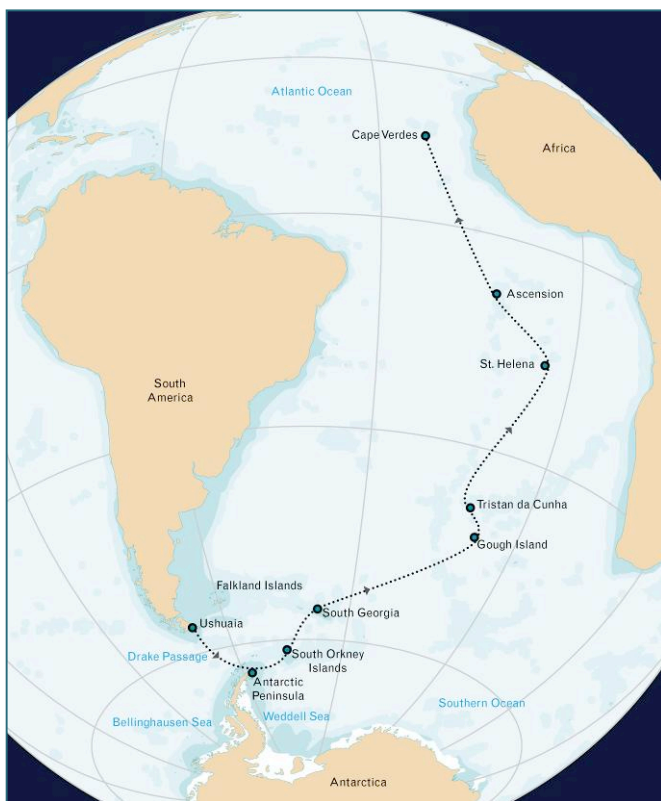 Atlantic Ocean
Cape Verdes
Africa
Ascension
St. Helena
South
America
Tristan da Cunha
Gough Island
Falkland Islands
South Georgia
Ushuaia
Drake Passage
South Orkney
Islands
Antarctic
Peninsula
Bellinghausen Sea
Weddell Sea
Southern Ocean
Antarctica